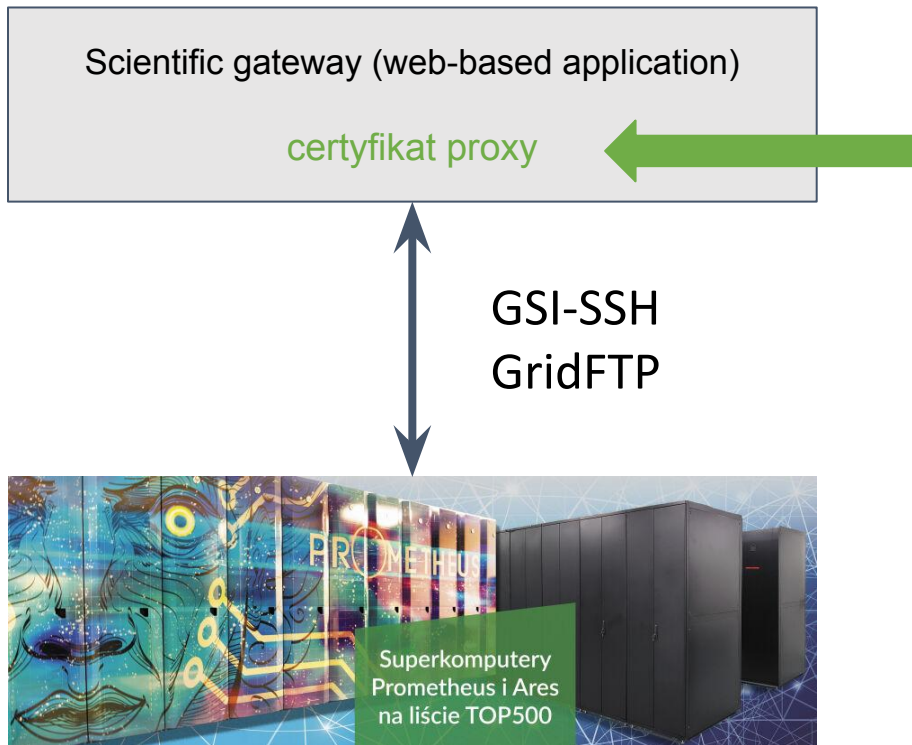 Scientific gateway (web-based application)
certyfikat proxy
GSI-SSH
GridFTP
PROMETHEUS
Superkomputery
Prometheus i Ares
na liście TOP500